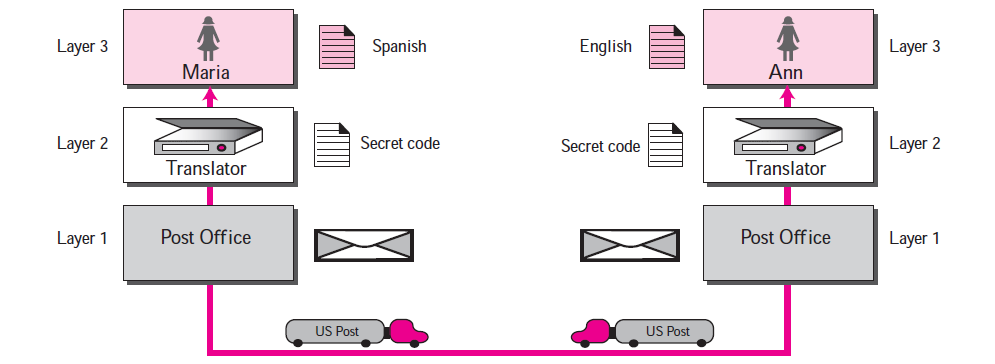 Layer 3
Maria
Spanish
English
Ann
Layer 3
Layer 2
Translator
Secret code
Secret code
Translator
Layer 2
Layer 1
Post Office
Post Office
Layer 1
US Post
US Post